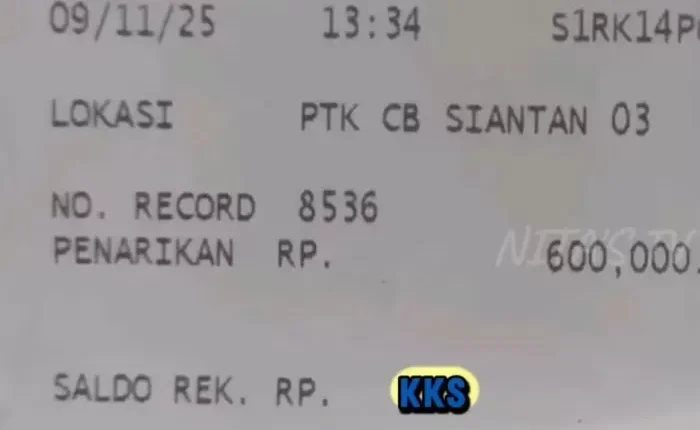 09/11/25 13:34 S1RK14P
LOKASI PTK CB SIANTAN 03
NO. RECORD 8536
PENARIKAN RP. 600,000.
SALDO REK. RP. KKS